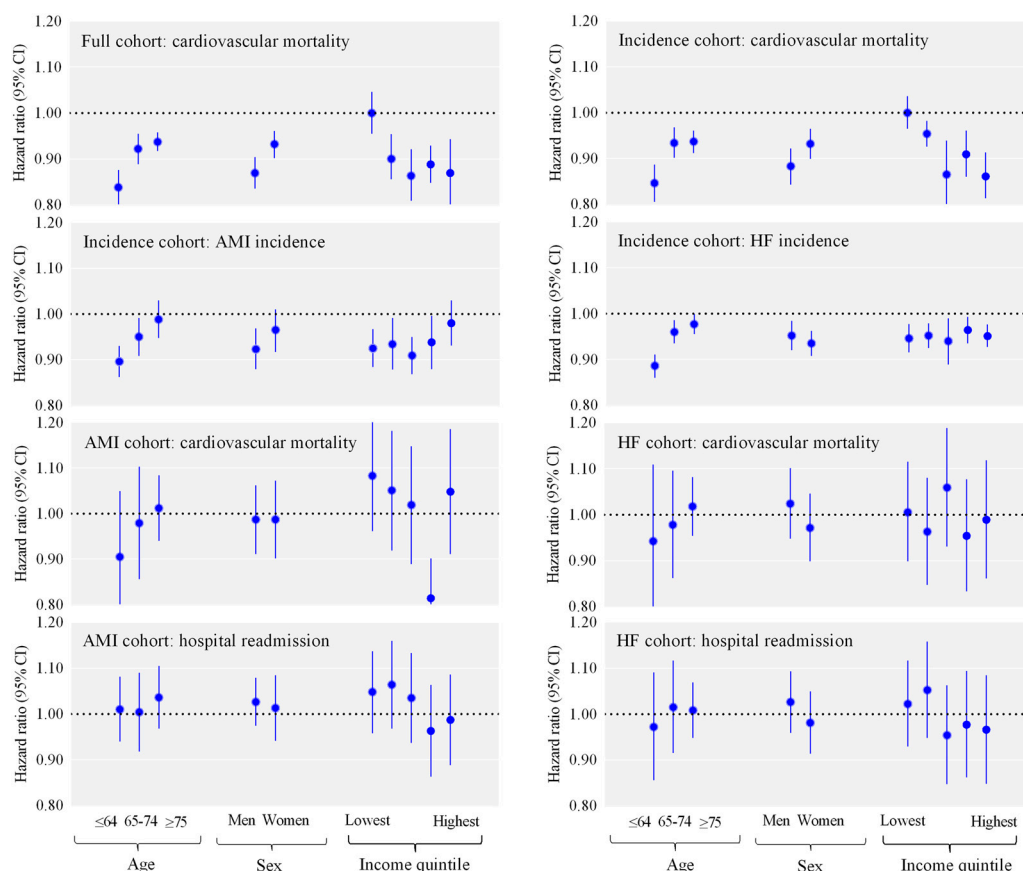 1.20
Full cohort: cardiovascular mortality
1.10
1.00
0.90
0.80
Hazard ratio (95% CI)
1.20
Incidence cohort: cardiovascular mortality
1.10
1.00
0.90
0.80
Hazard ratio (95% CI)
1.20
Incidence cohort: AMI incidence
1.10
1.00
0.90
0.80
Hazard ratio (95% CI)
1.20
Incidence cohort: HF incidence
1.10
1.00
0.90
0.80
Hazard ratio (95% CI)
1.20
AMI cohort: cardiovascular mortality
1.10
1.00
0.90
0.80
Hazard ratio (95% CI)
1.20
HF cohort: cardiovascular mortality
1.10
1.00
0.90
0.80
Hazard ratio (95% CI)
1.20
AMI cohort: hospital readmission
1.10
1.00
0.90
0.80
Hazard ratio (95% CI)
1.20
HF cohort: hospital readmission
1.10
1.00
0.90
0.80
Hazard ratio (95% CI)
≤64 65-74 ≥75 Men Women Lowest Highest
Age Sex Income quintile
≤64 65-74 ≥75 Men Women Lowest Highest
Age Sex Income quintile